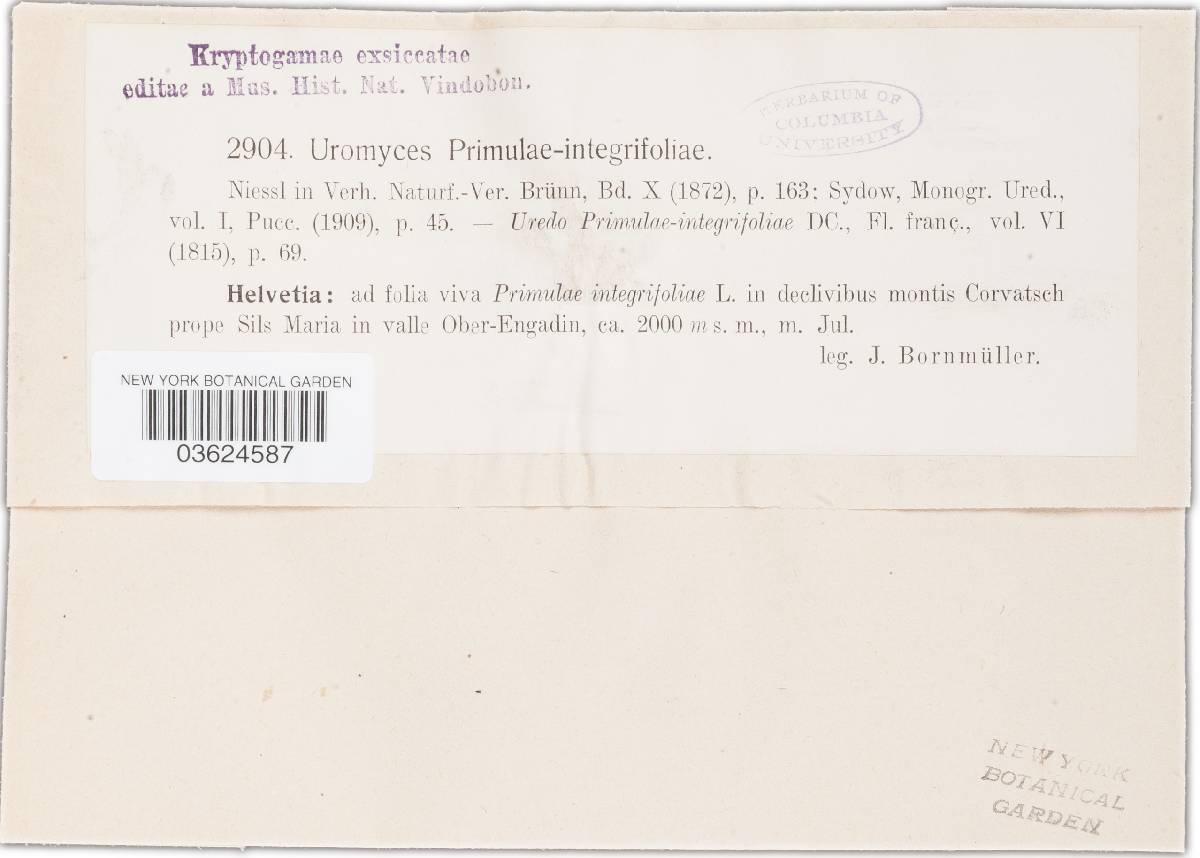 Kryptogamae exsiccatae
editae a Mus. Hist. Nat. Vindobon.
HERBARIUM OF
COLUMBIA
UNIVERSITY
2904. Uromyces Primulae-integrifoliae.
Niessl in Verh. Naturf.-Ver. Brünn, Bd. X (1872), p. 163; Sydow, Monogr. Ured.,
vol. I, Pucc. (1909), p. 45. — Uredo Primulae-integrifoliae DC., Fl. franç., vol. VI
(1815), p. 69.
Helvetia: ad folia viva Primulae integrifoliae L. in declivibus montis Corvatsch
prope Sils Maria in valle Ober-Engadin, ca. 2000 m s. m., m. Jul.
leg. J. Bornmüller.
NEW YORK BOTANICAL GARDEN
03624587
NEW YORK
BOTANICAL
GARDEN